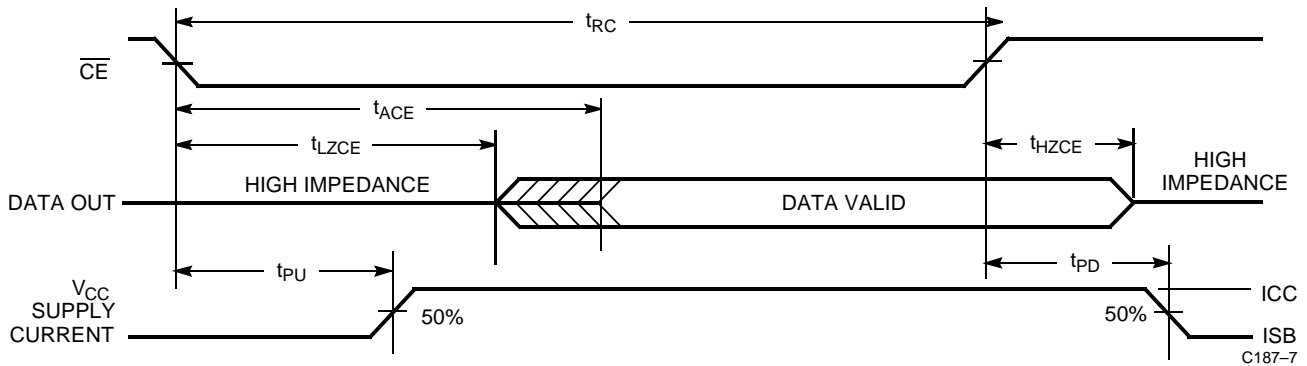 tRC
CE
tACE
tLZCE
tHZCE
HIGH IMPEDANCE
HIGH
IMPEDANCE
DATA OUT
DATA VALID
tPU
tPD
VCC
SUPPLY
CURRENT
50%
50%
ICC
ISB
C187–7